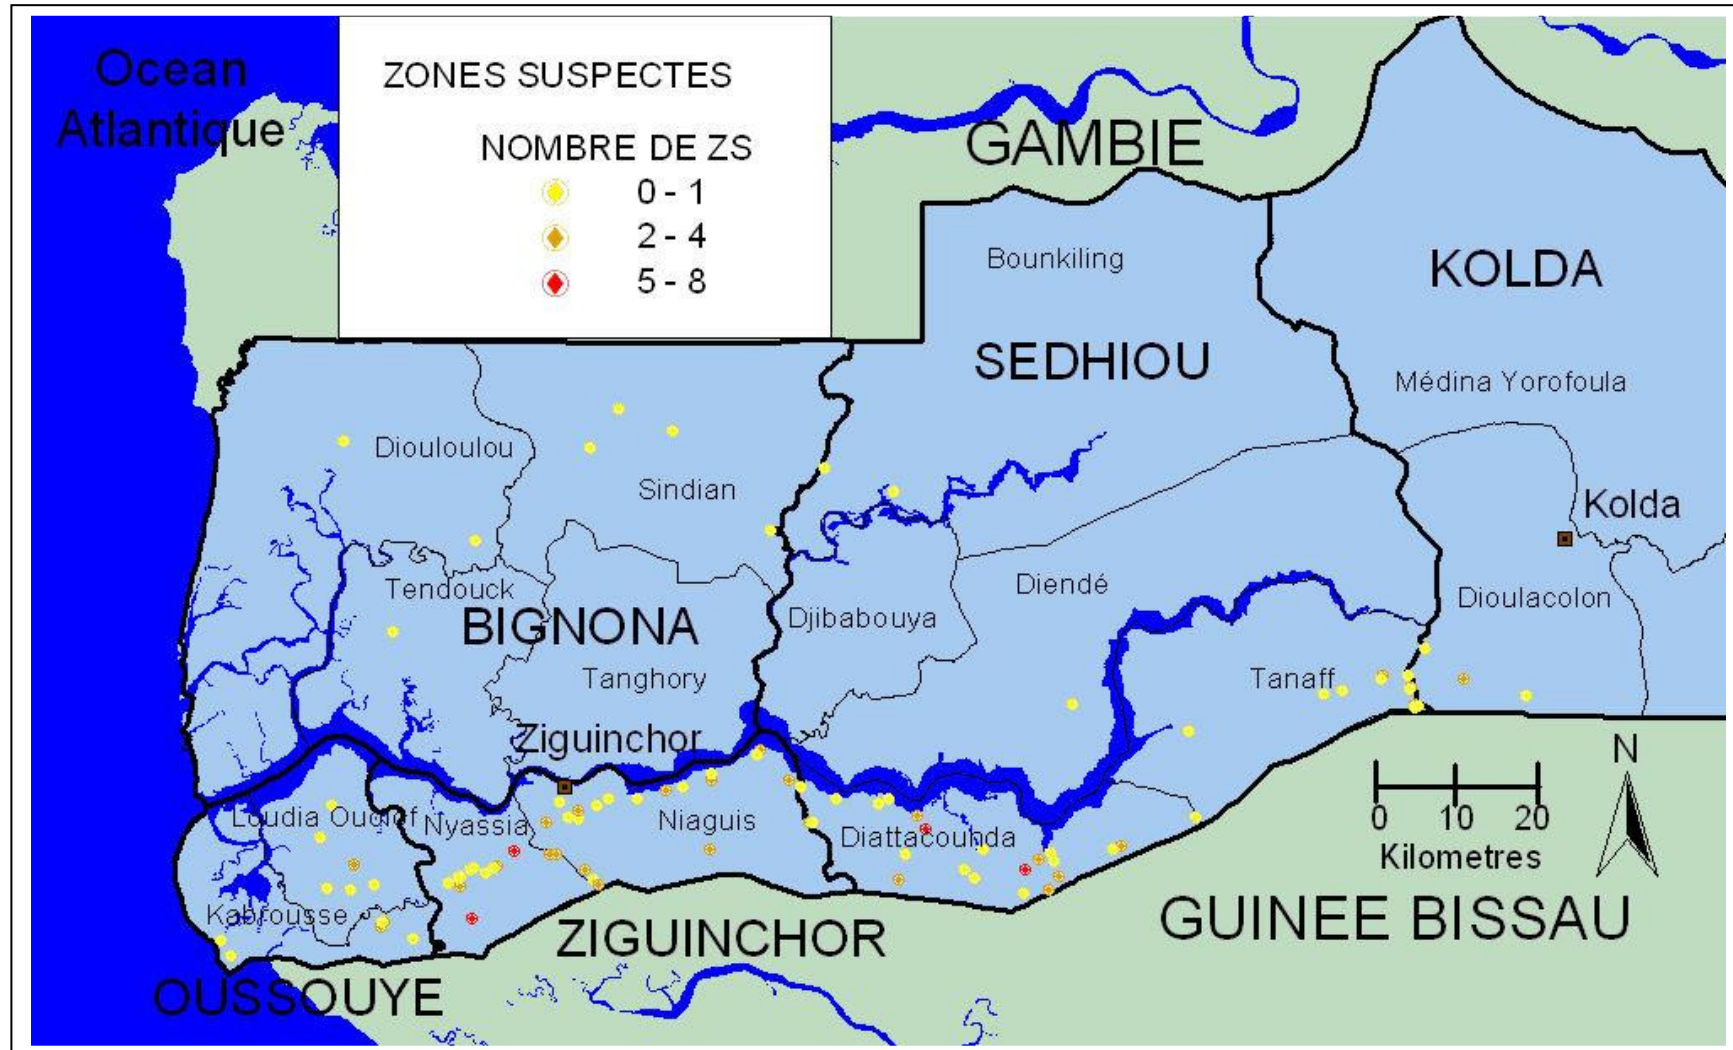 Ocean
Atlantique
ZONES SUSPECTES
NOMBRE DE ZS
0 - 1
2 - 4
5 - 8
GAMBIE
Bounkiling
KOLDA
SEDHIOU
Médina Yorofoula
Diouloulou
Sindian
Kolda
Tendouck
Diendé
Dioulacolon
Djibabouya
BIGNONA
Tanghory
Tanaff
Ziguinchor
N
Loudia Ouolof
Nyassia
Niaguis
Diattacounda
0 10 20
Kilometres
Kabrousse
ZIGUINCHOR
GUINEE BISSAU
OUSSOUYE